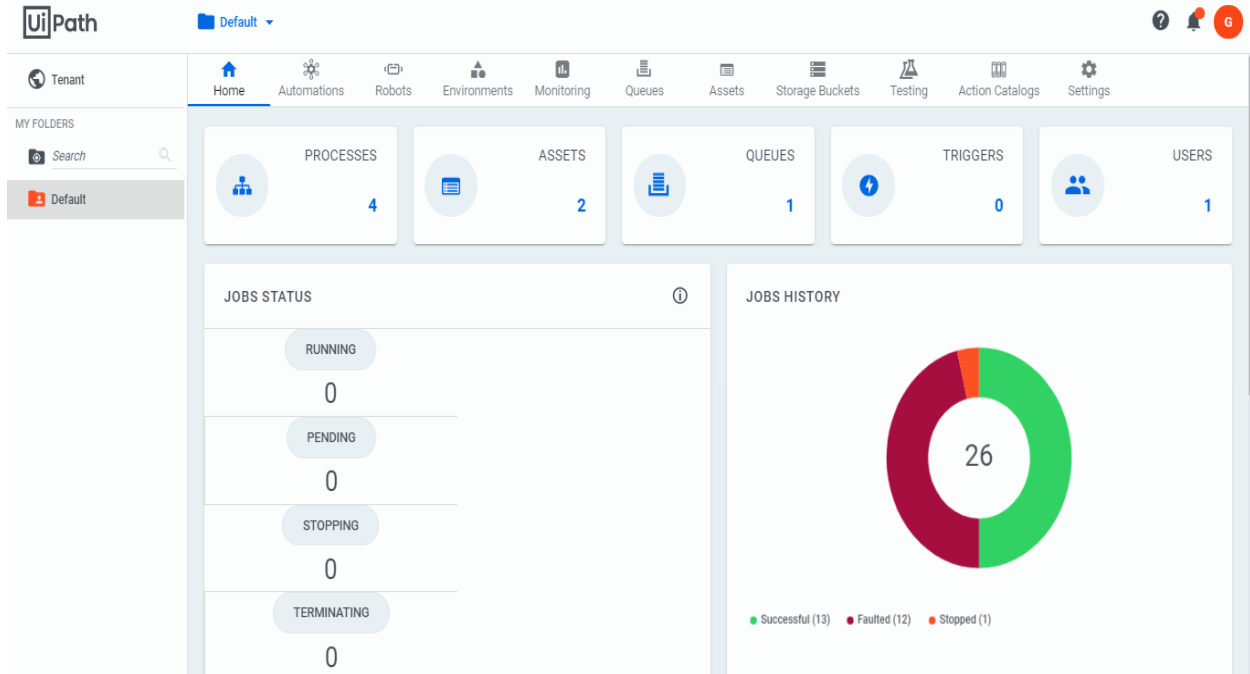 UiPath
Default
G
Tenant
Home
Automations
Robots
Environments
Monitoring
Queues
Assets
Storage Buckets
Testing
Action Catalogs
Settings
MY FOLDERS
Search
Default
PROCESSES
4
ASSETS
2
QUEUES
1
TRIGGERS
0
USERS
1
JOBS STATUS
RUNNING
0
PENDING
0
STOPPING
0
TERMINATING
0
JOBS HISTORY
26
Successful (13) Faulted (12) Stopped (1)